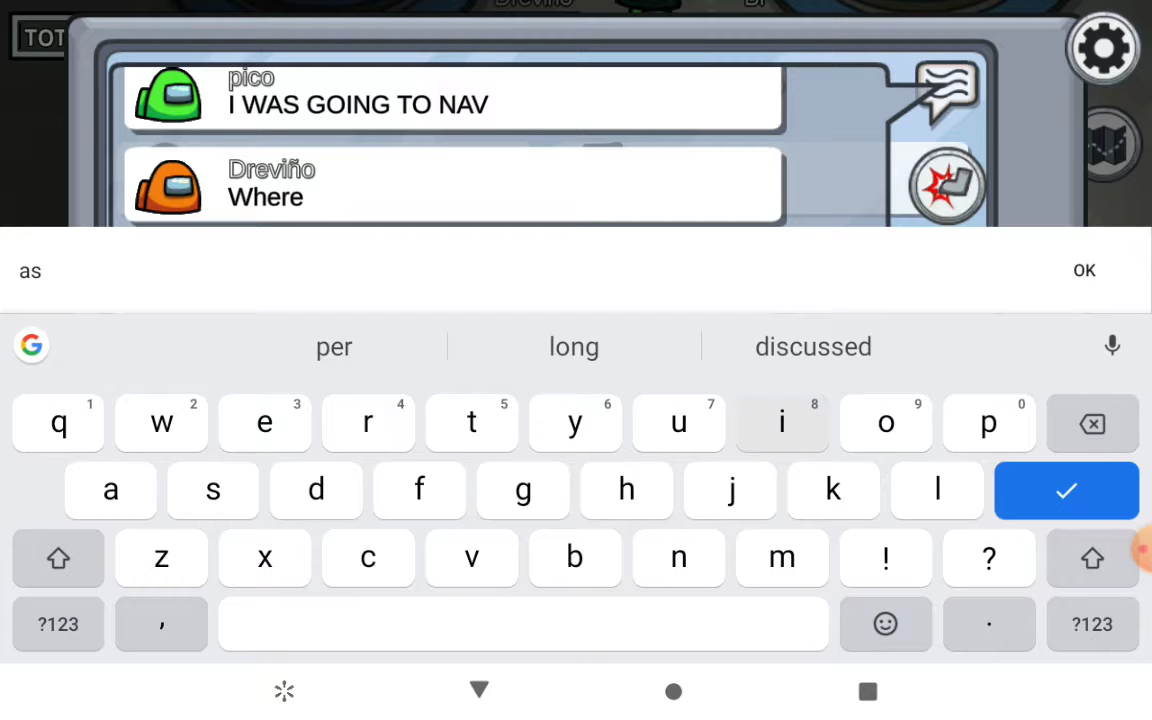 TOT
Dreviño
pico
I WAS GOING TO NAV
Dreviño
Where
as
OK
G
per
long
discussed
q 1 w 2 e 3 r 4 t 5 y 6 u 7 i 8 o 9 p 0
a s d f g h j k l
z x c v b n m ! ?
?123 , . ?123